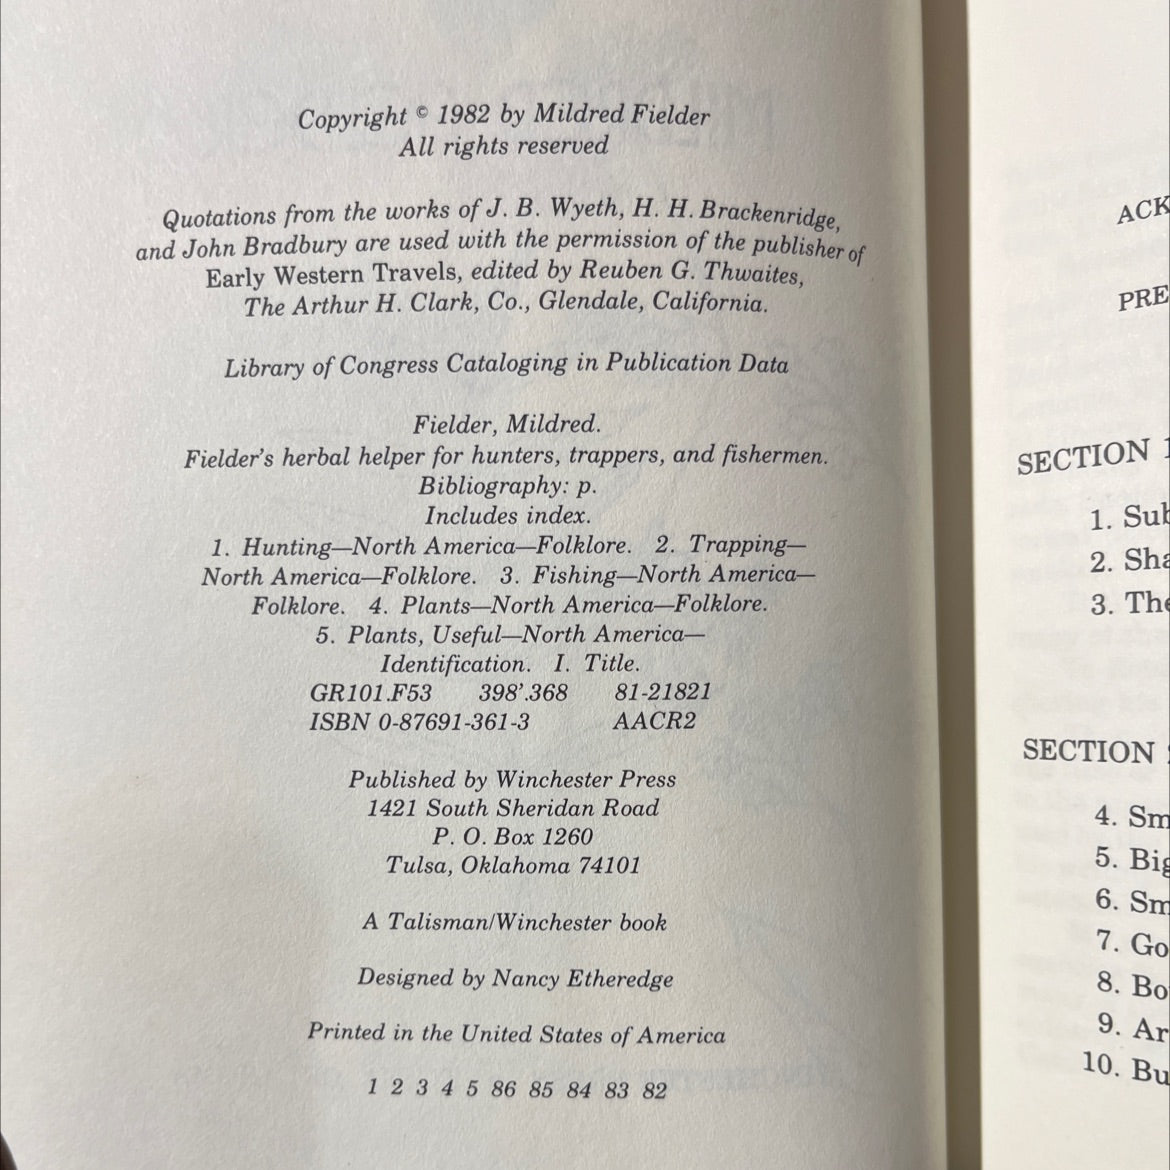 Copyright © 1982 by Mildred Fielder
All rights reserved
Quotations from the works of J. B. Wyeth, H. H. Brackenridge,
and John Bradbury are used with the permission of the publisher of
Early Western Travels, edited by Reuben G. Thwaites,
The Arthur H. Clark, Co., Glendale, California.
Library of Congress Cataloging in Publication Data
Fielder, Mildred.
Fielder's herbal helper for hunters, trappers, and fishermen.
Bibliography: p.
Includes index.
1. Hunting—North America—Folklore. 2. Trapping—
North America—Folklore. 3. Fishing—North America—
Folklore. 4. Plants—North America—Folklore.
5. Plants, Useful—North America—
Identification. I. Title.
GR101.F53 398'.368 81-21821
ISBN 0-87691-361-3 AACR2
Published by Winchester Press
1421 South Sheridan Road
P. O. Box 1260
Tulsa, Oklahoma 74101
A Talisman/Winchester book
Designed by Nancy Etheredge
Printed in the United States of America
1 2 3 4 5 86 85 84 83 82
ACK
PRE
SECTION 1
1. Sub
2. Sha
3. The
SECTION
4. Sm
5. Big
6. Sm
7. Go
8. Bo
9. Ar
10. Bu